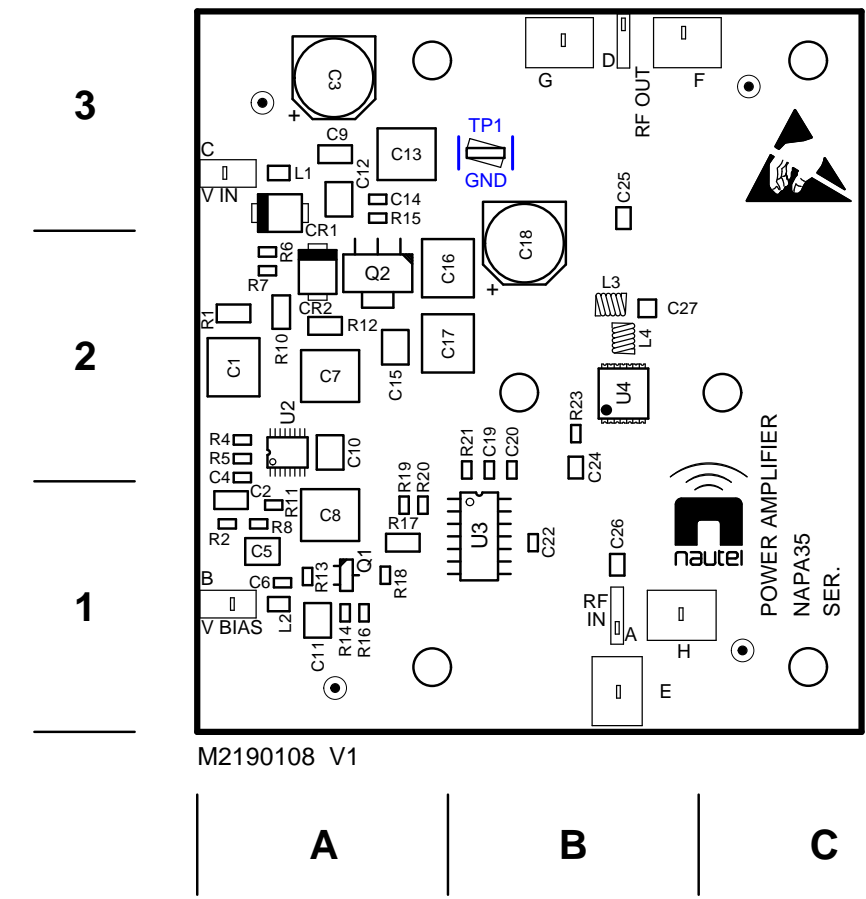 3
C3
+
G
D
F
RF OUT
TP1
GND
C
V IN
L1
C9
C12
C13
C14
R15
CR1
C25
R6
R7
CR2
Q2
C16
C18
+
L3
L4
C27
2
R1
R10
R12
C15
C17
C1
C7
U2
U4
R23
C24
R4
R5
C4
C10
R21
C19
C20
C2
R11
R2
R8
C5
C6
C8
R19
R20
R17
U3
C22
C26
nautel
POWER AMPLIFIER
NAPA35
SER.
1
B
V BIAS
L2
R13
Q1
R18
C11
R14
R16
RF
IN
A
H
E
M2190108 V1
A
B
C